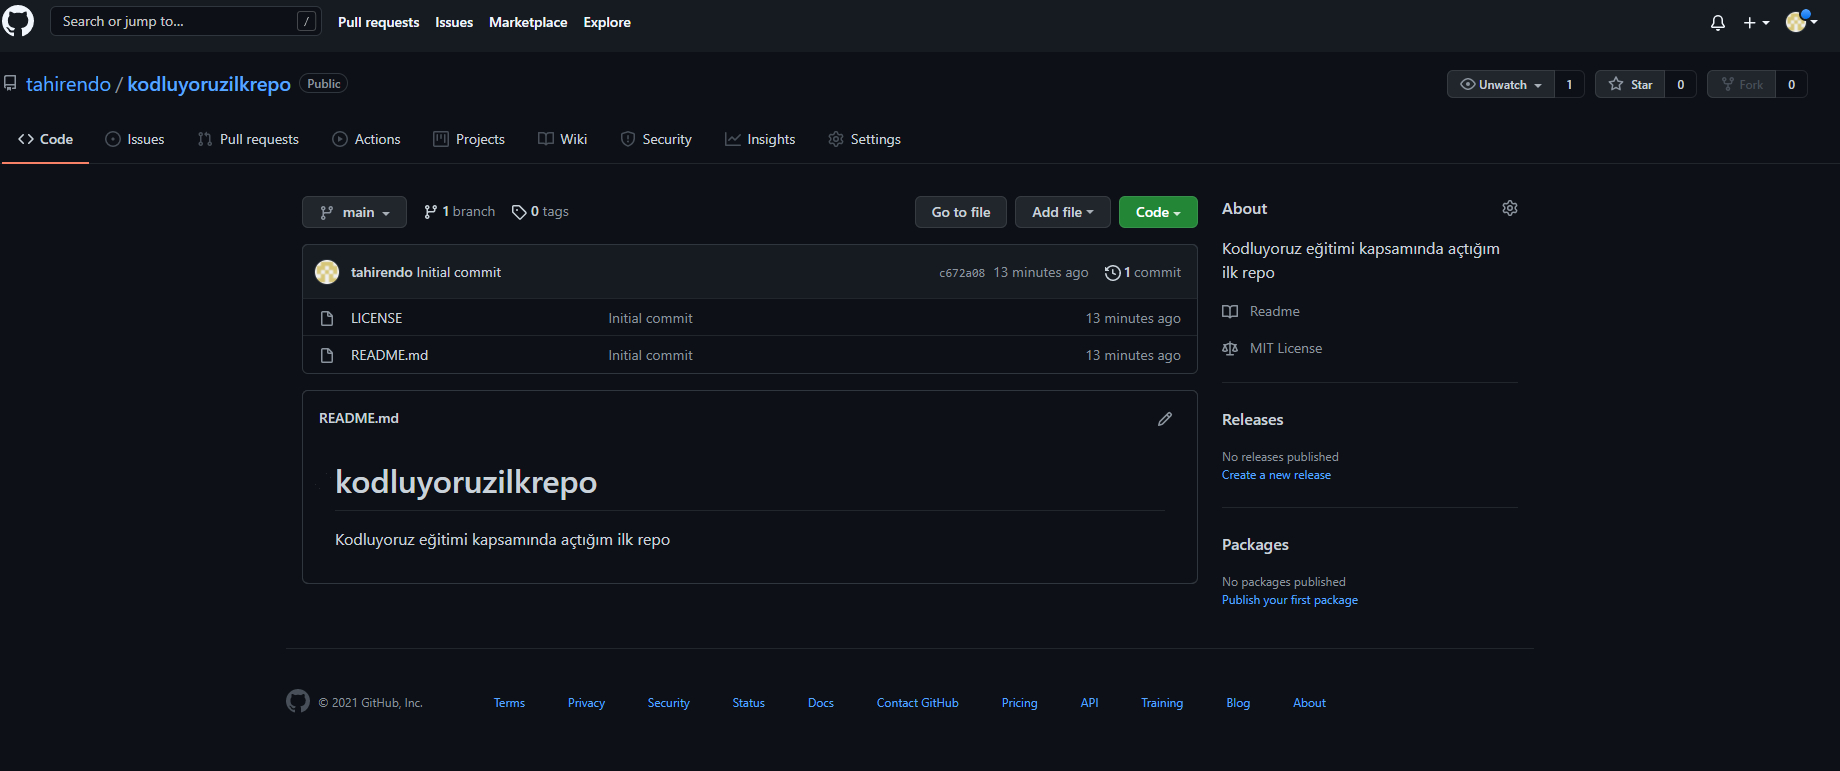 Search or jump to... /
Pull requests Issues Marketplace Explore
tahirendo / kodluyoruzilkrepo Public
Unwatch 1 Star 0 Fork 0
Code Issues Pull requests Actions Projects Wiki Security Insights Settings
main 1 branch 0 tags Go to file Add file Code
tahirendo Initial commit c672a08 13 minutes ago 1 commit
LICENSE Initial commit 13 minutes ago
README.md Initial commit 13 minutes ago
README.md
kodluyoruzilkrepo
Kodluyoruz eğitimi kapsamında açtığım ilk repo
About
Kodluyoruz eğitimi kapsamında açtığım
ilk repo
Readme
MIT License
Releases
No releases published
Create a new release
Packages
No packages published
Publish your first package
© 2021 GitHub, Inc. Terms Privacy Security Status Docs Contact GitHub Pricing API Training Blog About